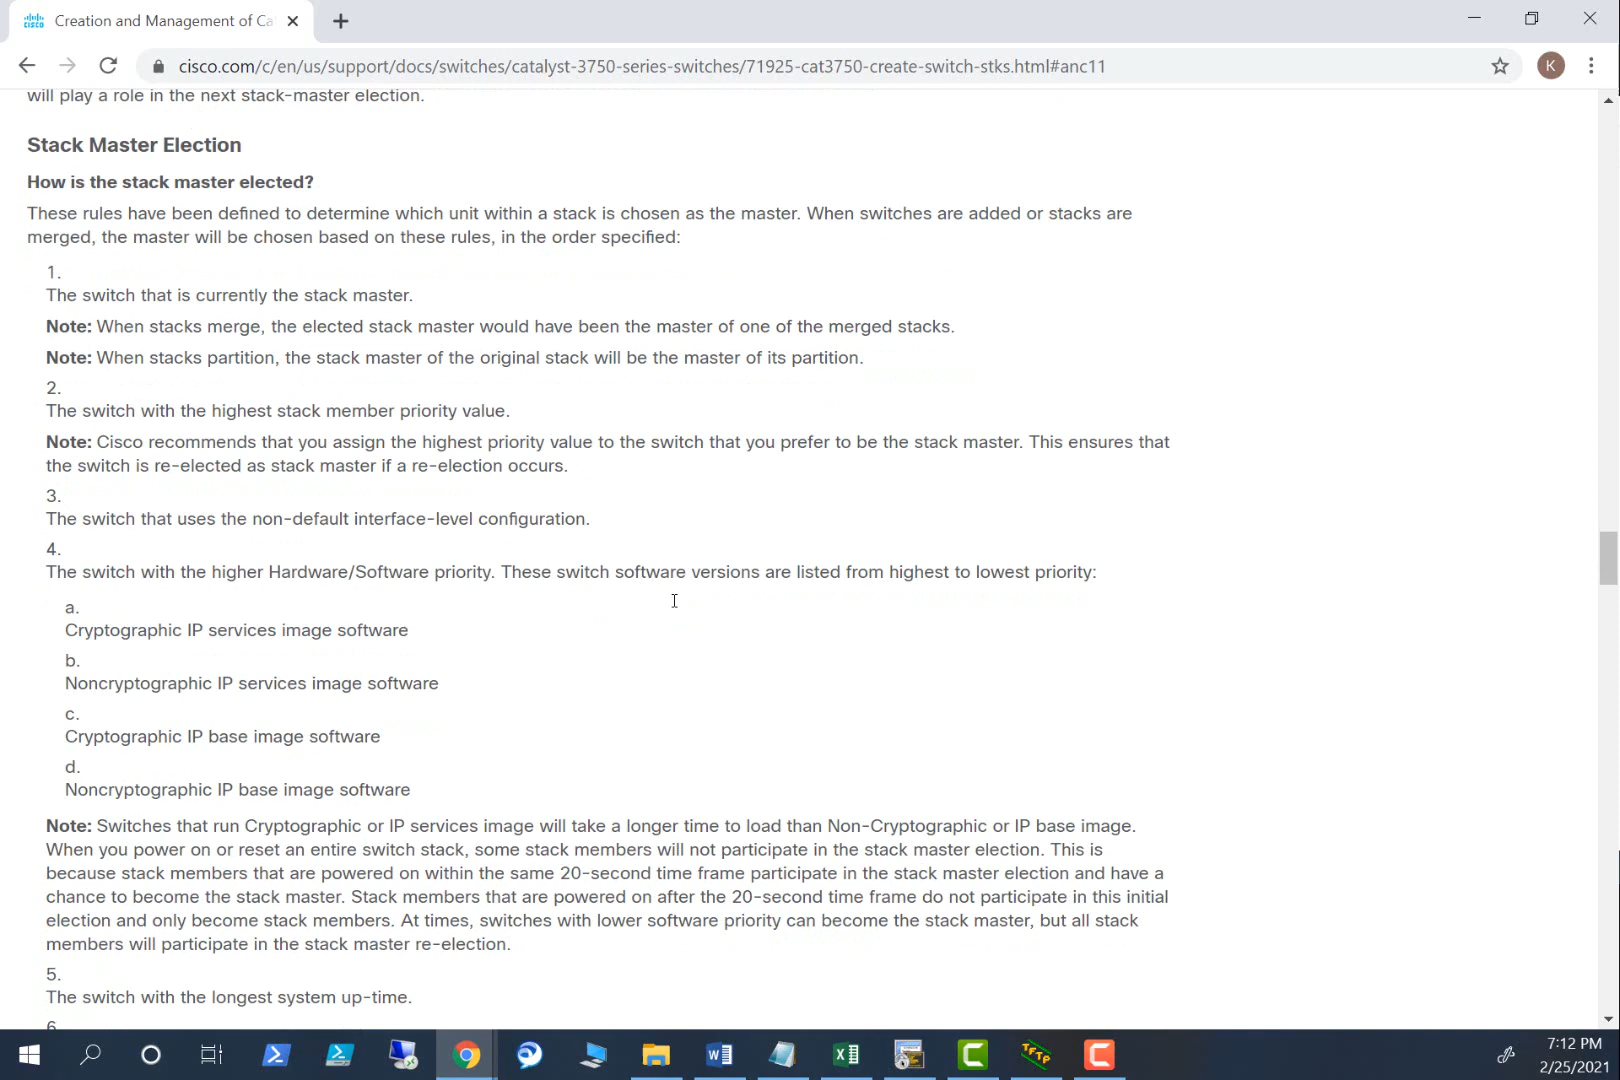 Creation and Management of Ca
cisco.com/c/en/us/support/docs/switches/catalyst-3750-series-switches/71925-cat3750-create-switch-stks.html#anc11
K
will play a role in the next stack-master election.
Stack Master Election
How is the stack master elected?
These rules have been defined to determine which unit within a stack is chosen as the master. When switches are added or stacks are
merged, the master will be chosen based on these rules, in the order specified:
1.
The switch that is currently the stack master.
Note: When stacks merge, the elected stack master would have been the master of one of the merged stacks.
Note: When stacks partition, the stack master of the original stack will be the master of its partition.
2.
The switch with the highest stack member priority value.
Note: Cisco recommends that you assign the highest priority value to the switch that you prefer to be the stack master. This ensures that
the switch is re-elected as stack master if a re-election occurs.
3.
The switch that uses the non-default interface-level configuration.
4.
The switch with the higher Hardware/Software priority. These switch software versions are listed from highest to lowest priority:
a.
Cryptographic IP services image software
b.
Noncryptographic IP services image software
c.
Cryptographic IP base image software
d.
Noncryptographic IP base image software
Note: Switches that run Cryptographic or IP services image will take a longer time to load than Non-Cryptographic or IP base image.
When you power on or reset an entire switch stack, some stack members will not participate in the stack master election. This is
because stack members that are powered on within the same 20-second time frame participate in the stack master election and have a
chance to become the stack master. Stack members that are powered on after the 20-second time frame do not participate in this initial
election and only become stack members. At times, switches with lower software priority can become the stack master, but all stack
members will participate in the stack master re-election.
5.
The switch with the longest system up-time.
6
7:12 PM
2/25/2021